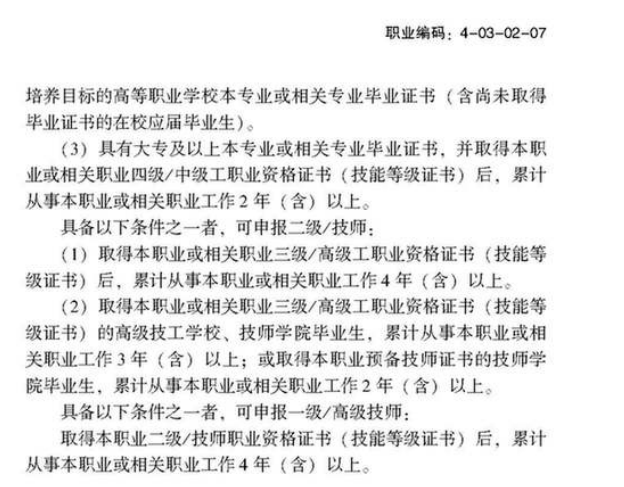 职业编码：4-03-02-07
培养目标的高等职业学校本专业或相关专业毕业证书（含尚未取得
毕业证书的在校应届毕业生）。
（3）具有大专及以上本专业或相关专业毕业证书，并取得本职
业或相关职业四级/中级工职业资格证书（技能等级证书）后，累计
从事本职业或相关职业工作2年（含）以上。
具备以下条件之一者，可申报二级/技师：
（1）取得本职业或相关职业三级/高级工职业资格证书（技能等
级证书）后，累计从事本职业或相关职业工作4年（含）以上。
（2）取得本职业或相关职业三级/高级工职业资格证书（技能等
级证书）的高级技工学校、技师学院毕业生，累计从事本职业或相
关职业工作3年（含）以上；或取得本职业预备技师证书的技师学
院毕业生，累计从事本职业或相关职业工作2年（含）以上。
具备以下条件之一者，可申报一级/高级技师：
取得本职业二级/技师职业资格证书（技能等级证书）后，累计
从事本职业或相关职业工作4年（含）以上。